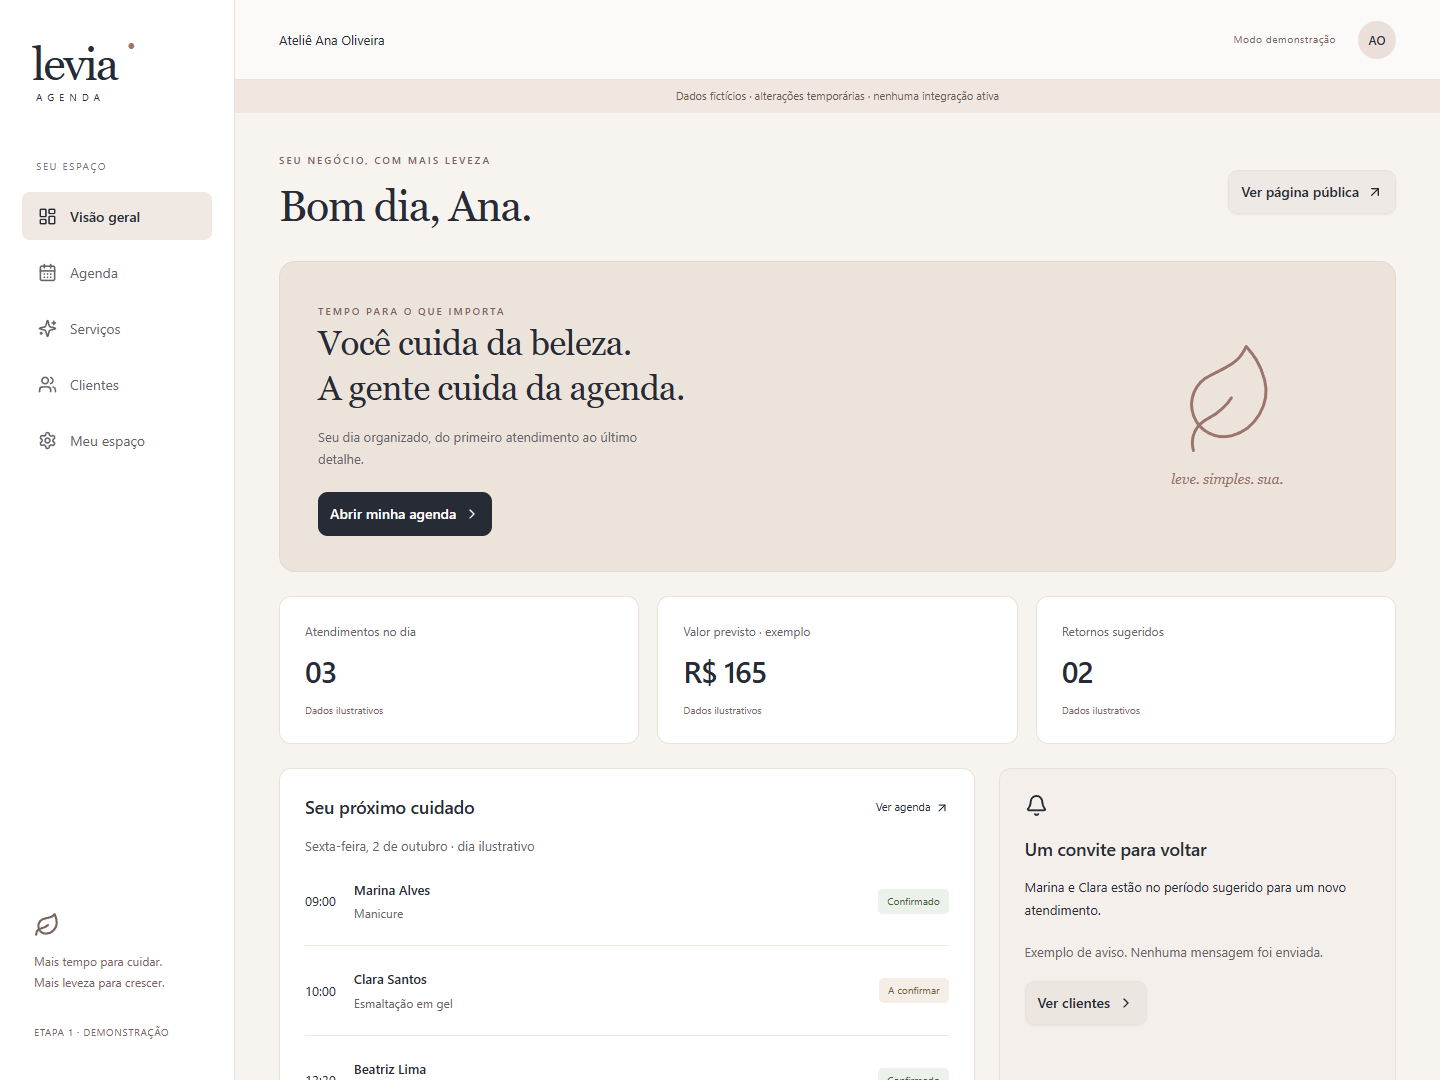 levia
AGENDA
SEU ESPAÇO
Visão geral
Agenda
Serviços
Clientes
Meu espaço
Mais tempo para cuidar.
Mais leveza para crescer.
ETAPA 1 · DEMONSTRAÇÃO
Ateliê Ana Oliveira
Modo demonstração
AO
Dados fictícios · alterações temporárias · nenhuma integração ativa
SEU NEGÓCIO, COM MAIS LEVEZA
Bom dia, Ana.
Ver página pública
TEMPO PARA O QUE IMPORTA
Você cuida da beleza.
A gente cuida da agenda.
Seu dia organizado, do primeiro atendimento ao último
detalhe.
Abrir minha agenda
leve. simples. sua.
Atendimentos no dia
03
Dados ilustrativos
Valor previsto · exemplo
R$ 165
Dados ilustrativos
Retornos sugeridos
02
Dados ilustrativos
Seu próximo cuidado
Ver agenda
Sexta-feira, 2 de outubro · dia ilustrativo
09:00
Marina Alves
Manicure
Confirmado
10:00
Clara Santos
Esmaltação em gel
A confirmar
Beatriz Lima
Um convite para voltar
Marina e Clara estão no período sugerido para um novo
atendimento.
Exemplo de aviso. Nenhuma mensagem foi enviada.
Ver clientes